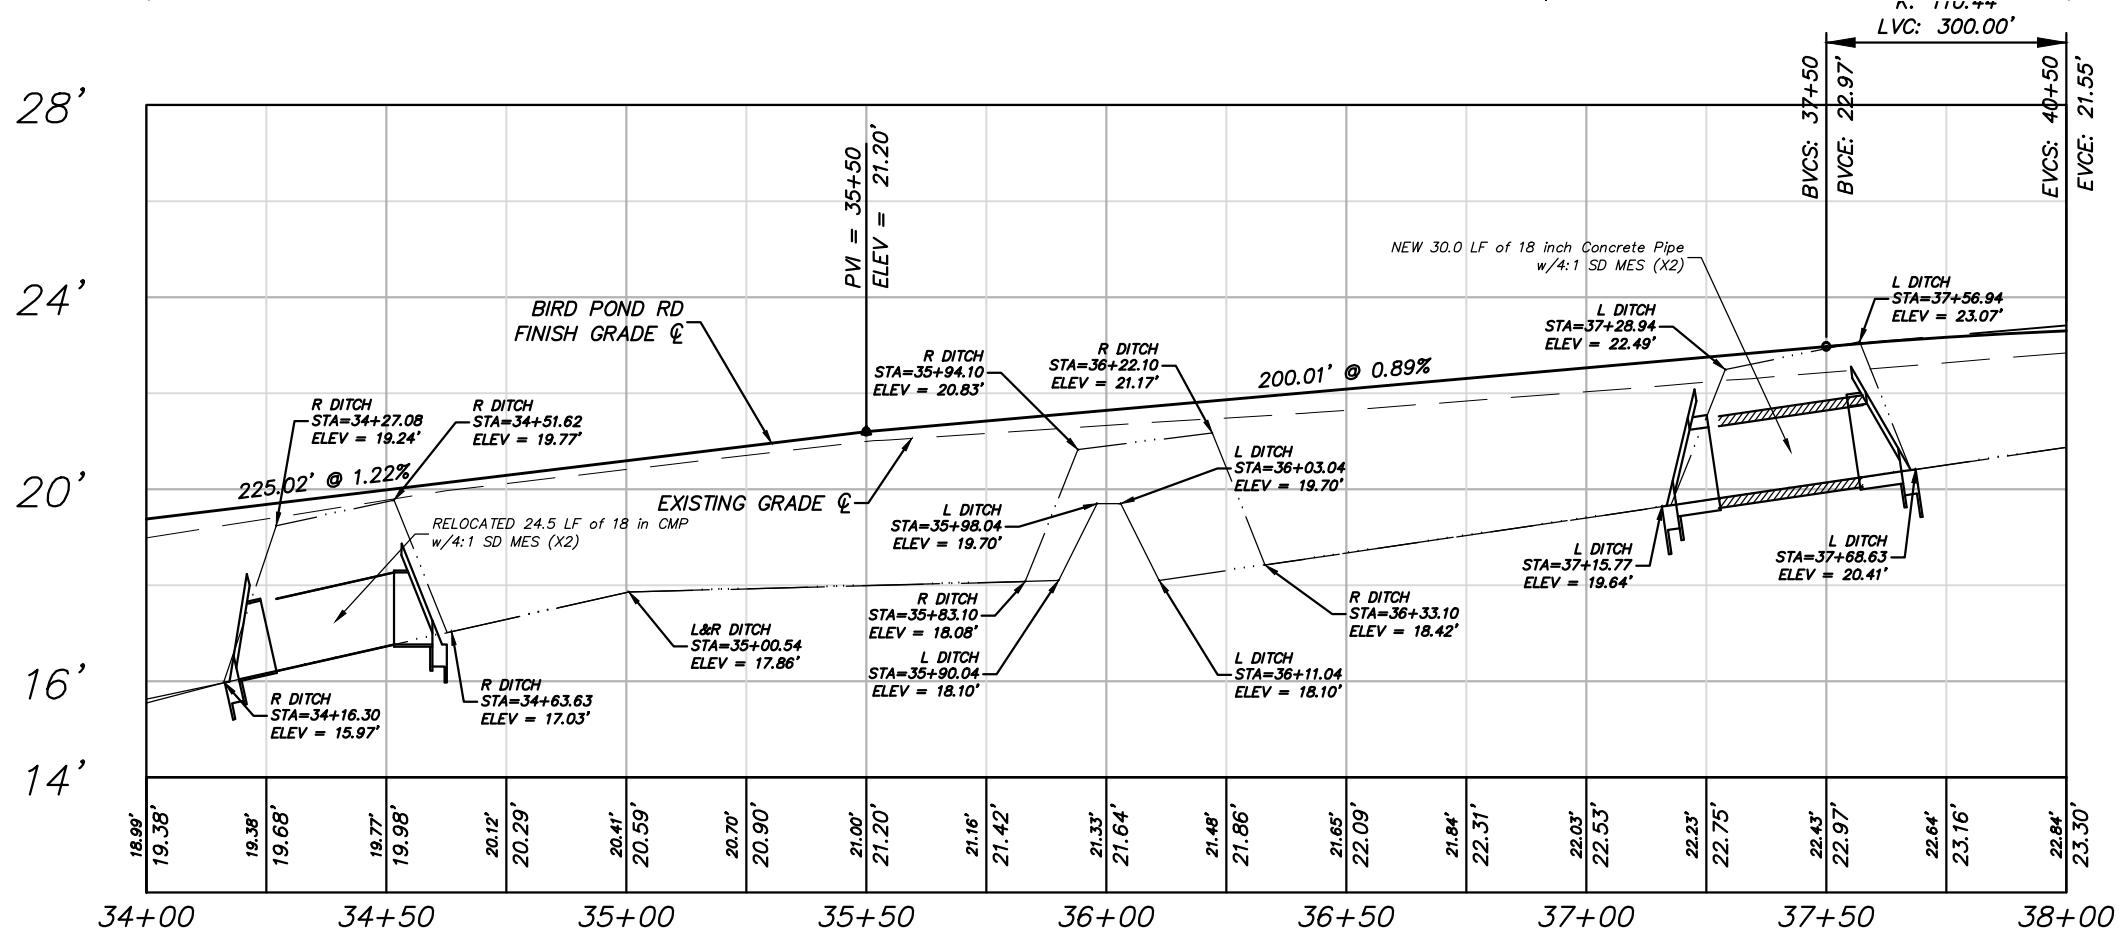 K: 110.44
LVC: 300.00'
BVCS: 37+50
BVCE: 22.97'
EVCS: 40+50
EVCE: 21.55'
28'
24'
20'
16'
14'
PVI = 35+50
ELEV = 21.20'
NEW 30.0 LF of 18 inch Concrete Pipe
w/4:1 SD MES (X2)
BIRD POND RD
FINISH GRADE ℄
L DITCH
STA=37+28.94
ELEV = 22.49'
L DITCH
STA=37+56.94
ELEV = 23.07'
R DITCH
STA=35+94.10
ELEV = 20.83'
R DITCH
STA=36+22.10
ELEV = 21.17'
200.01' @ 0.89%
R DITCH
STA=34+27.08
ELEV = 19.24'
R DITCH
STA=34+51.62
ELEV = 19.77'
225.02' @ 1.22%
EXISTING GRADE ℄
L DITCH
STA=36+03.04
ELEV = 19.70'
L DITCH
STA=35+98.04
ELEV = 19.70'
RELOCATED 24.5 LF of 18 in CMP
w/4:1 SD MES (X2)
L DITCH
STA=37+15.77
ELEV = 19.64'
L DITCH
STA=37+68.63
ELEV = 20.41'
R DITCH
STA=35+83.10
ELEV = 18.08'
R DITCH
STA=36+33.10
ELEV = 18.42'
L&R DITCH
STA=35+00.54
ELEV = 17.86'
L DITCH
STA=35+90.04
ELEV = 18.10'
L DITCH
STA=36+11.04
ELEV = 18.10'
R DITCH
STA=34+16.30
ELEV = 15.97'
R DITCH
STA=34+63.63
ELEV = 17.03'
18.99'
19.38'
19.38'
19.68'
19.77'
19.98'
20.12'
20.29'
20.41'
20.59'
20.70'
20.90'
21.00'
21.20'
21.16'
21.42'
21.33'
21.64'
21.48'
21.86'
21.65'
22.09'
21.84'
22.31'
22.03'
22.53'
22.23'
22.75'
22.43'
22.97'
22.64'
23.16'
22.84'
23.30'
34+00
34+50
35+00
35+50
36+00
36+50
37+00
37+50
38+00